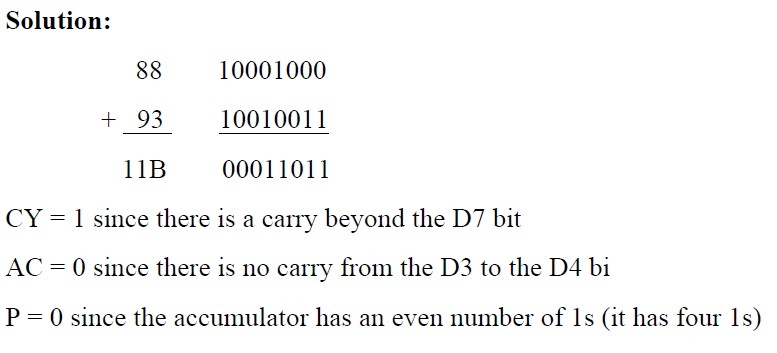 Solution:
88 10001000
+ 93 10010011
11B 00011011
CY = 1 since there is a carry beyond the D7 bit
AC = 0 since there is no carry from the D3 to the D4 bi
P = 0 since the accumulator has an even number of 1s (it has four 1s)